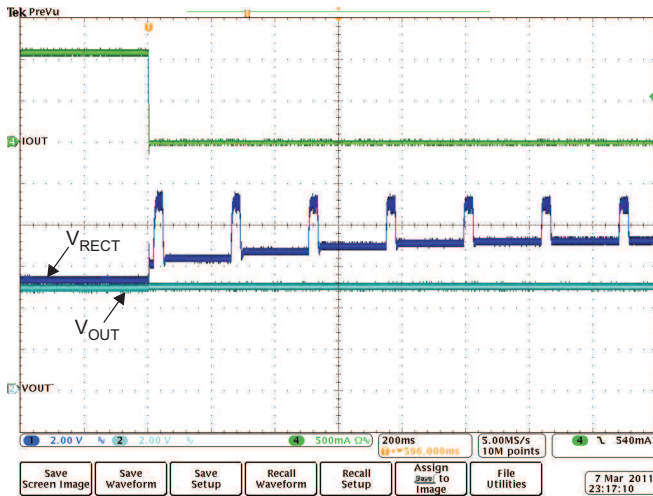 Tek PreVu
IOUT
VRECT
VOUT
VOUT
1 2.00 V 2 2.00 V 4 500mA Ω 200ms 5.00MS/s 4 540mA
596.000ms 10M points
Save Screen Image
Save Waveform
Save Setup
Recall Waveform
Recall Setup
Assign Save to Image
File Utilities
7 Mar 2011
23:17:10